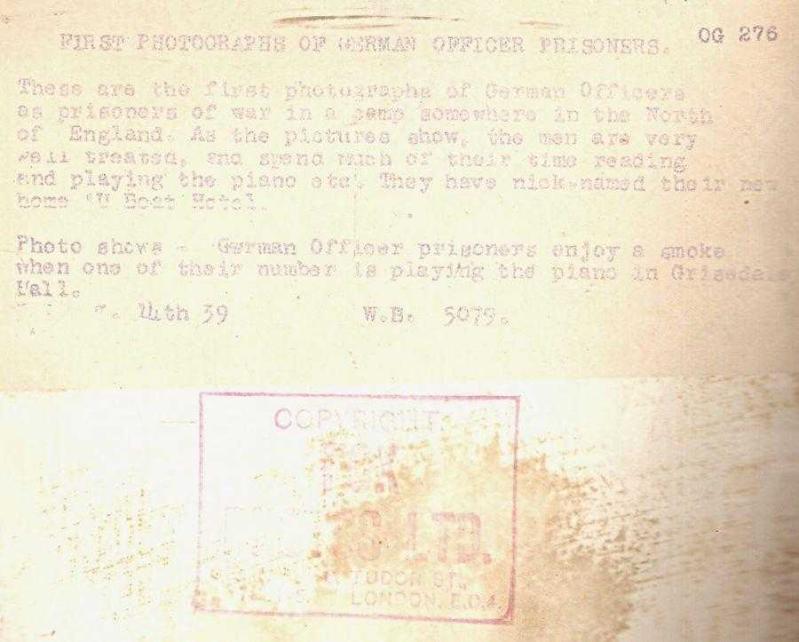 OG 276
FIRST PHOTOGRAPHS OF GERMAN OFFICER PRISONERS.
These are the first photographs of German Officers
as prisoners of war in a camp somewhere in the North
of England. As the pictures show, the men are very
well treated, and spend much of their time reading
and playing the piano etc. They have nick-named their new
home "U Boat Hotel.
Photo shows - German Officer prisoners enjoy a smoke
when one of their number is playing the piano in Grisedale
Hall.
14th 39 W.B. 5079.
COPYRIGHT
FOX
PHOTOS LTD.
TUDOR ST.,
LONDON. E.C.4.